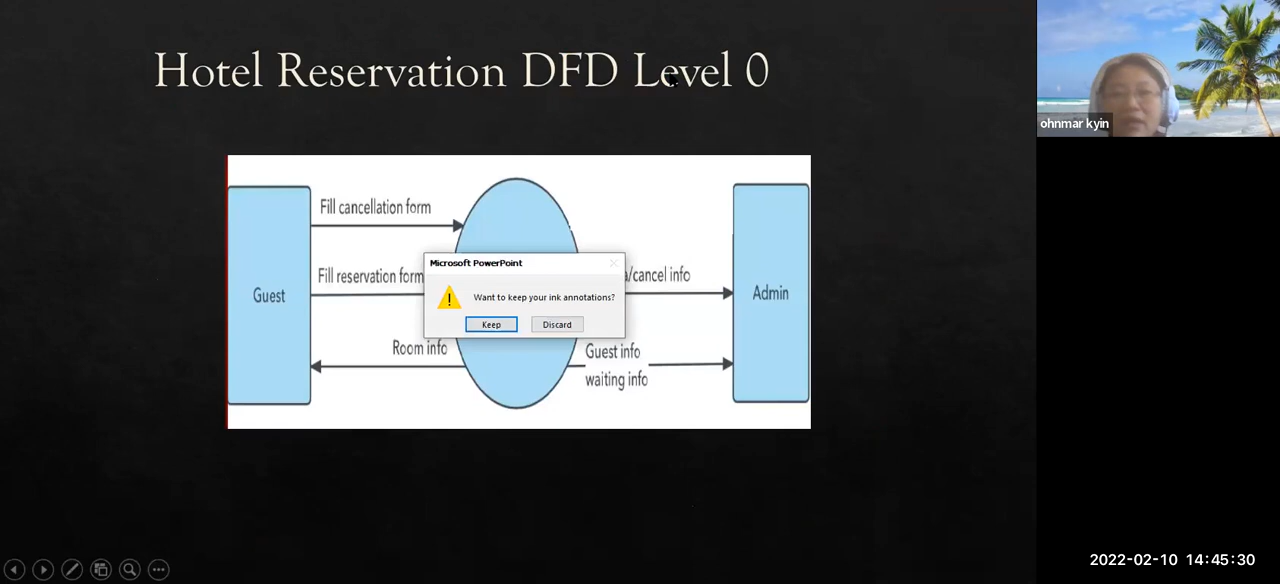 Hotel Reservation DFD Level 0
ohnmar kyin
Fill cancellation form
Microsoft PowerPoint
Fill reservation form
/cancel info
Guest
Want to keep your ink annotations?
Admin
Keep
Discard
Room info
Guest info
waiting info
2022-02-10 14:45:30